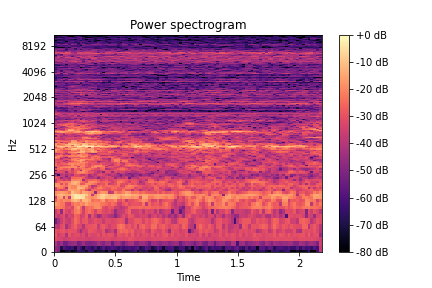 Power spectrogram
8192
4096
2048
1024
512
256
128
64
0
Hz
0
0.5
1
1.5
2
Time
+0 dB
-10 dB
-20 dB
-30 dB
-40 dB
-50 dB
-60 dB
-70 dB
-80 dB